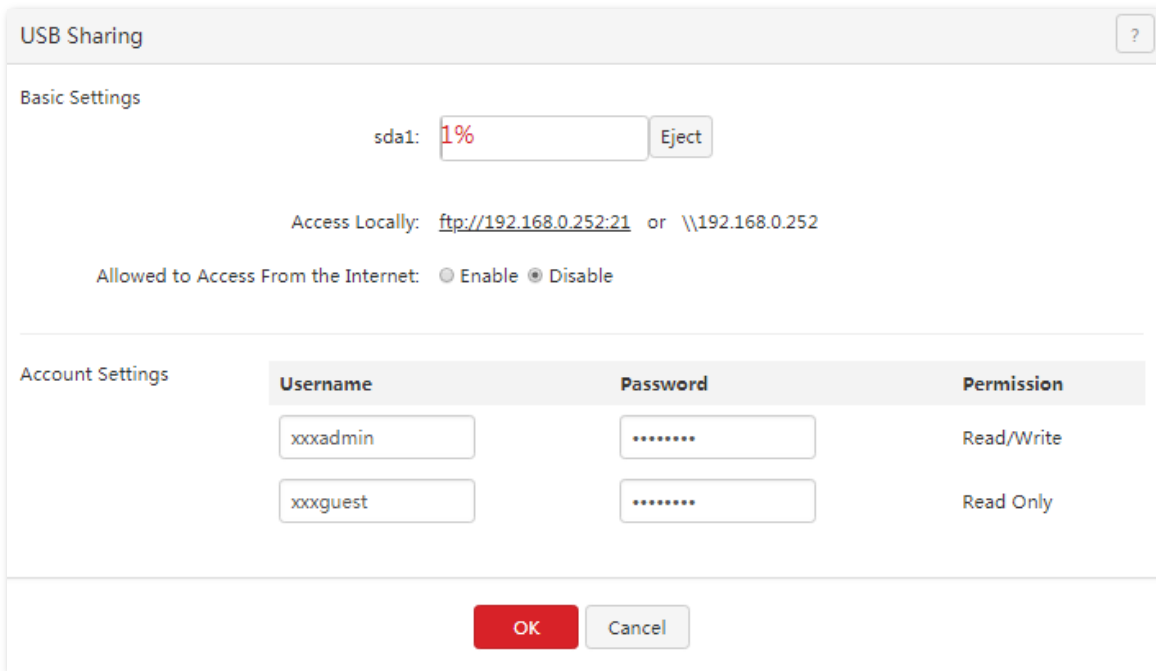 USB Sharing ?
Basic Settings
sda1: 1% Eject
Access Locally: ftp://192.168.0.252:21 or \\192.168.0.252
Allowed to Access From the Internet: Enable Disable
Account Settings Username Password Permission
xxxadmin •••••••• Read/Write
xxxguest •••••••• Read Only
OK Cancel